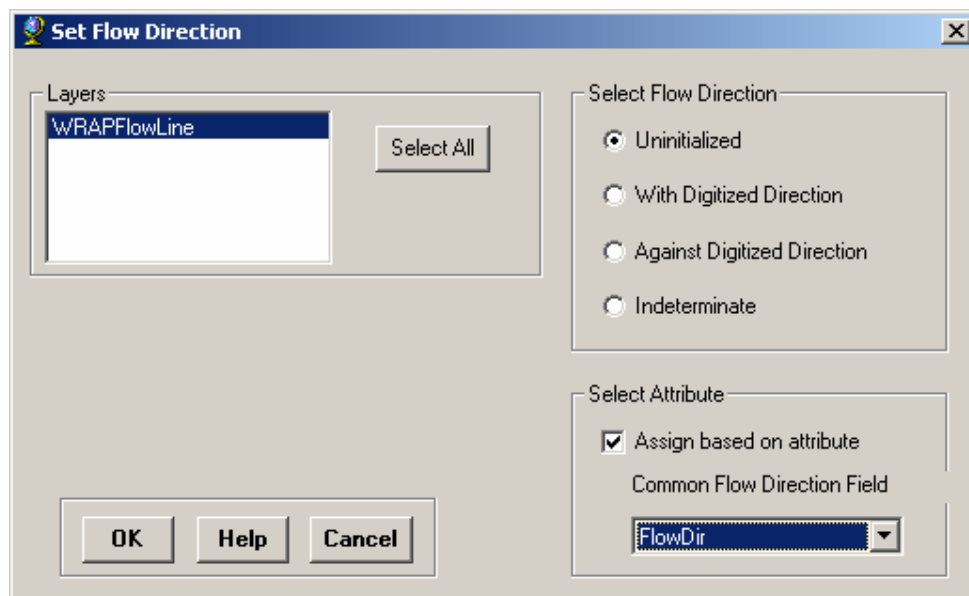 Set Flow Direction
Layers
WRAPFlowLine
Select All
Select Flow Direction
Uninitialized
With Digitized Direction
Against Digitized Direction
Indeterminate
Select Attribute
Assign based on attribute
Common Flow Direction Field
FlowDir
OK
Help
Cancel